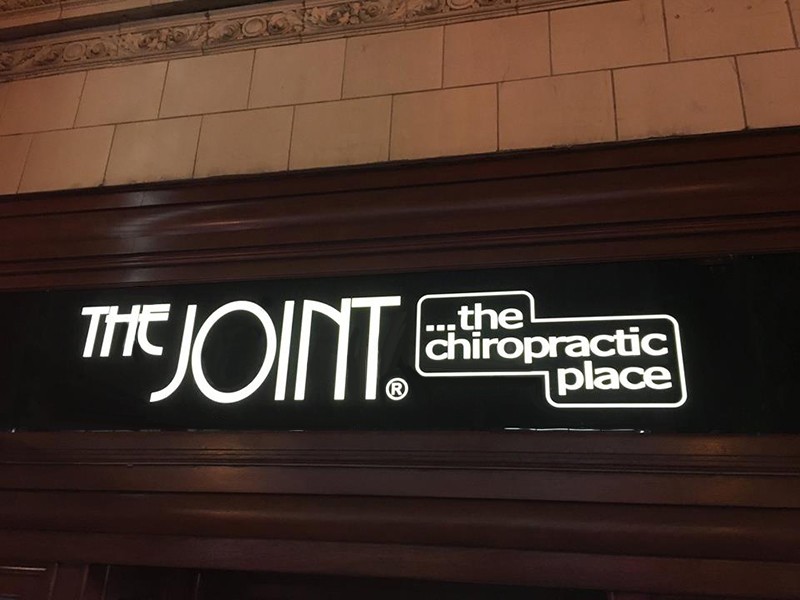 THE JOINT®
...the
chiropractic
place